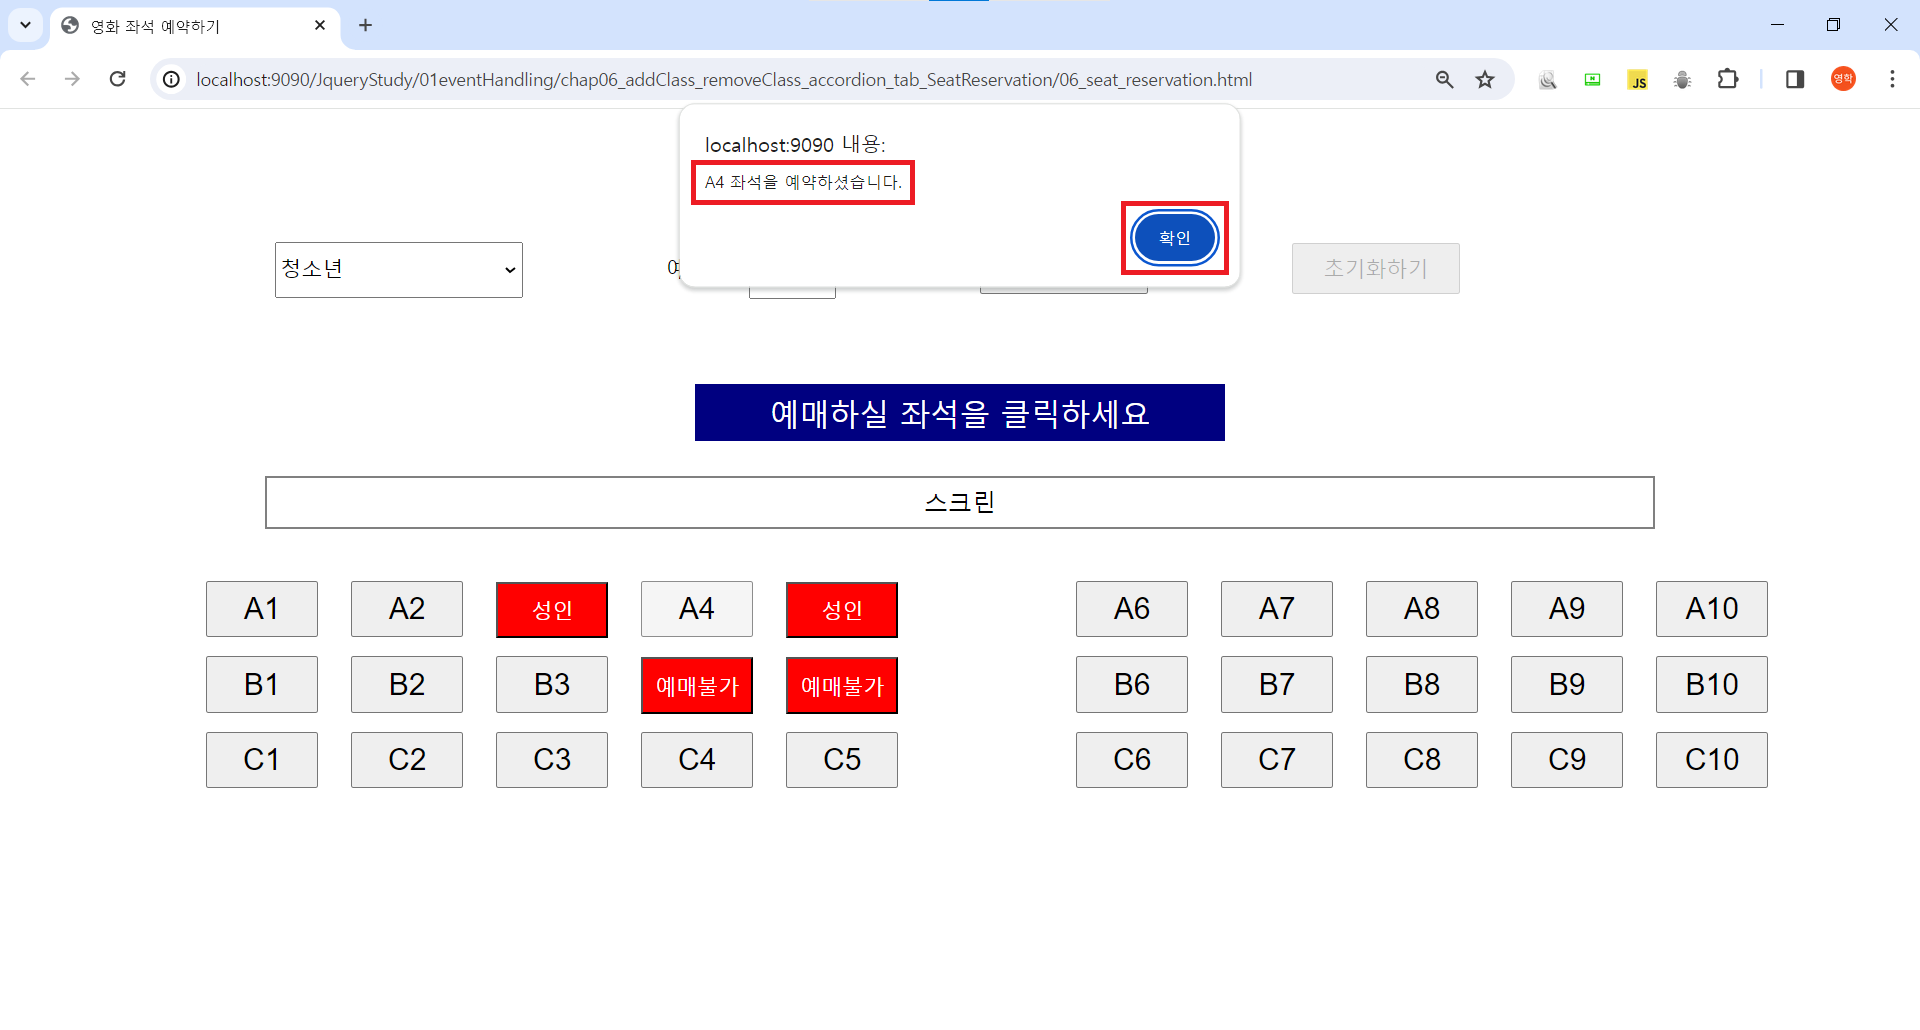 영화 좌석 예약하기
localhost:9090/JqueryStudy/01eventHandling/chap06_addClass_removeClass_accordion_tab_SeatReservation/06_seat_reservation.html
JS
영학
localhost:9090 내용:
A4 좌석을 예약하셨습니다.
확인
청소년
초기화하기
예매하실 좌석을 클릭하세요
스크린
A1 A2 성인 A4 성인 A6 A7 A8 A9 A10
B1 B2 B3 예매불가 예매불가 B6 B7 B8 B9 B10
C1 C2 C3 C4 C5 C6 C7 C8 C9 C10